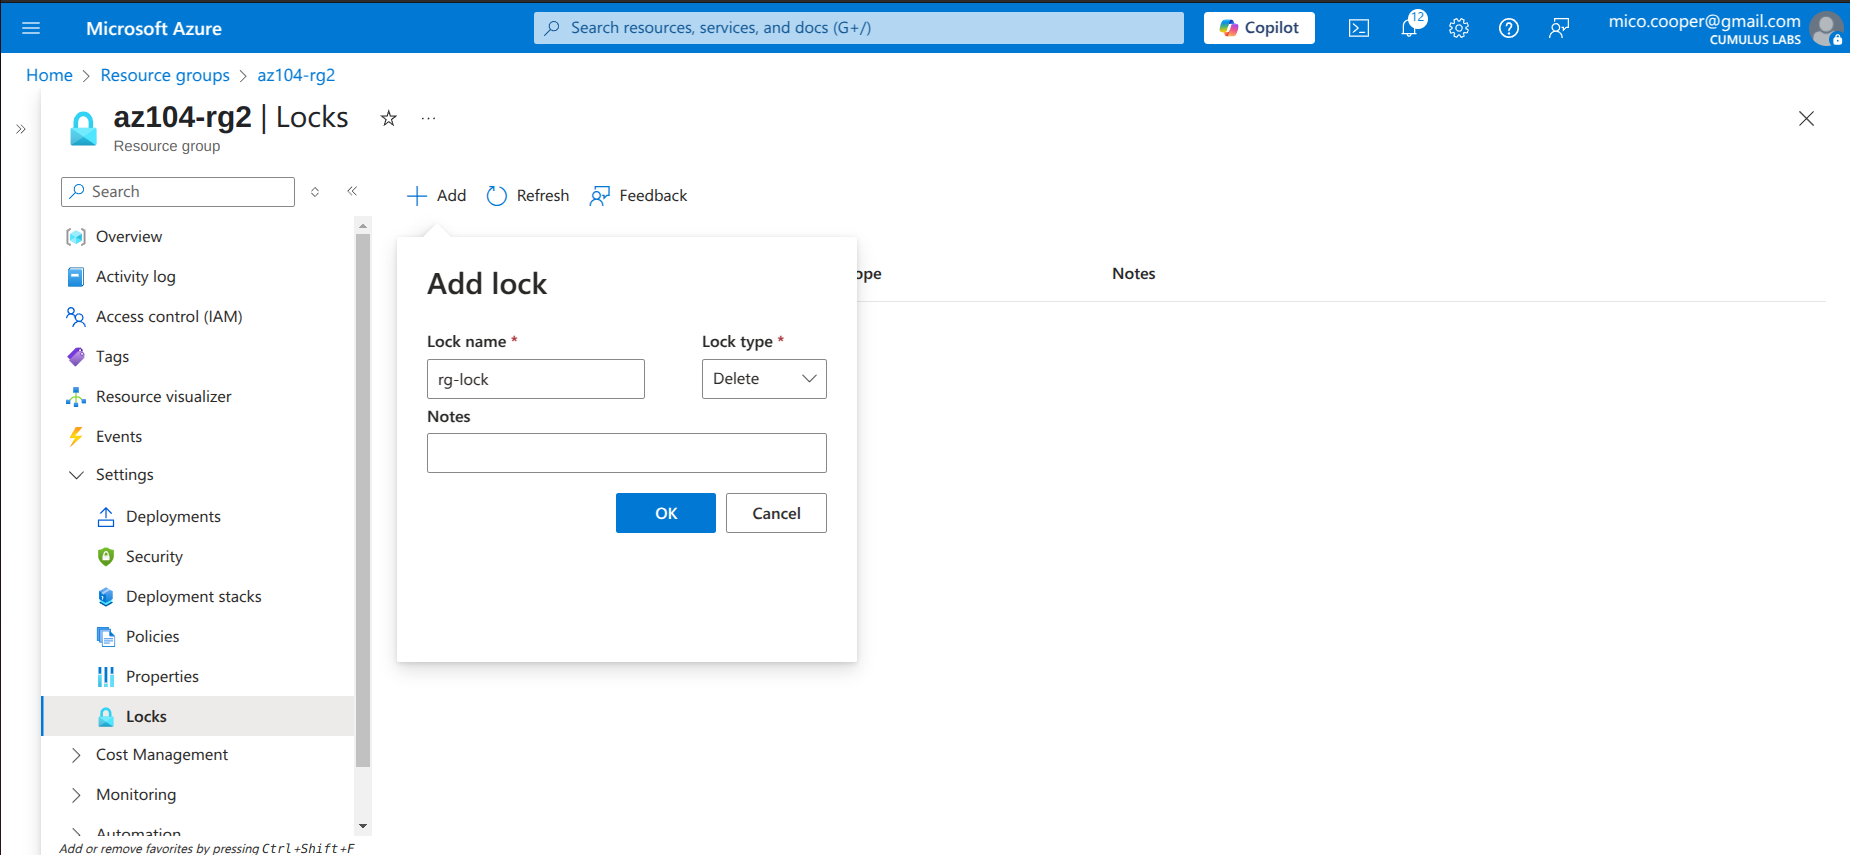 Microsoft Azure
Search resources, services, and docs (G+/)
Copilot
12
mico.cooper@gmail.com
CUMULUS LABS
Home > Resource groups > az104-rg2
az104-rg2 | Locks
Resource group
Search
Add
Refresh
Feedback
Overview
Activity log
Access control (IAM)
Tags
Resource visualizer
Events
Settings
Deployments
Security
Deployment stacks
Policies
Properties
Locks
Cost Management
Monitoring
Automation
Add or remove favorites by pressing Ctrl+Shift+F
ope
Notes
Add lock
Lock name *
Lock type *
rg-lock
Delete
Notes
OK
Cancel